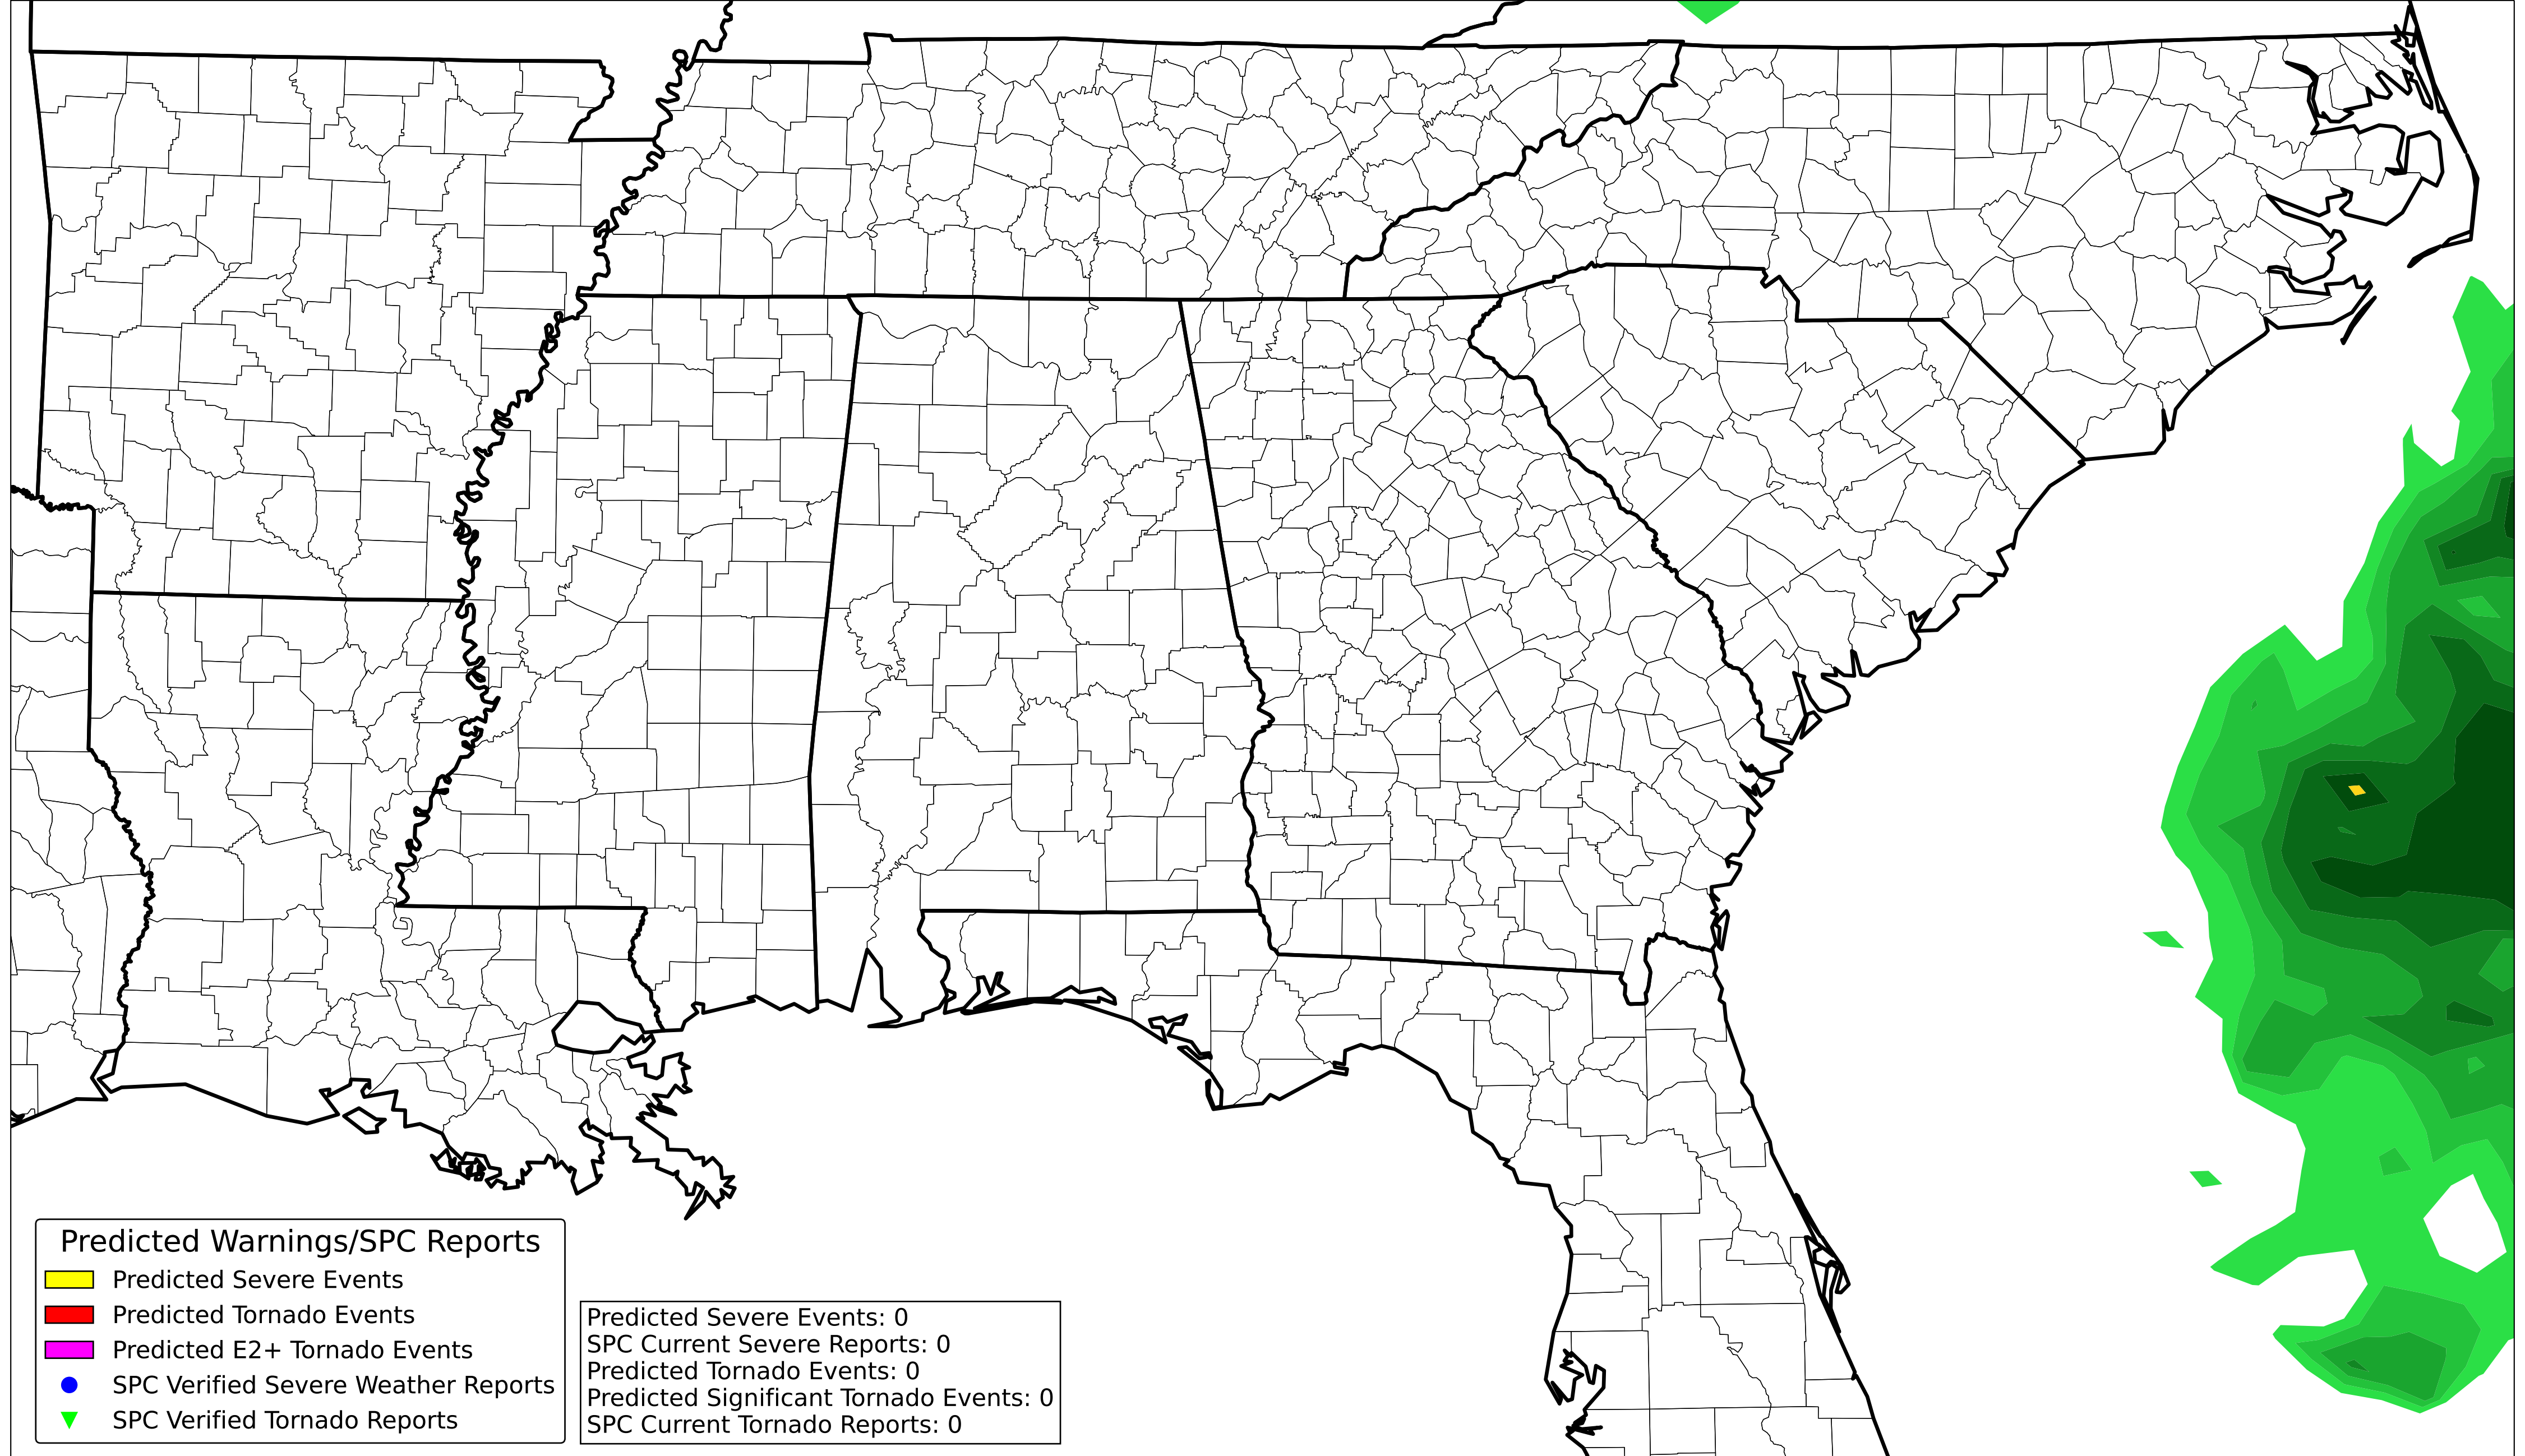 Predicted Warnings/SPC Reports
Predicted Severe Events
Predicted Tornado Events
Predicted E2+ Tornado Events
SPC Verified Severe Weather Reports
SPC Verified Tornado Reports
Predicted Severe Events: 0
SPC Current Severe Reports: 0
Predicted Tornado Events: 0
Predicted Significant Tornado Events: 0
SPC Current Tornado Reports: 0